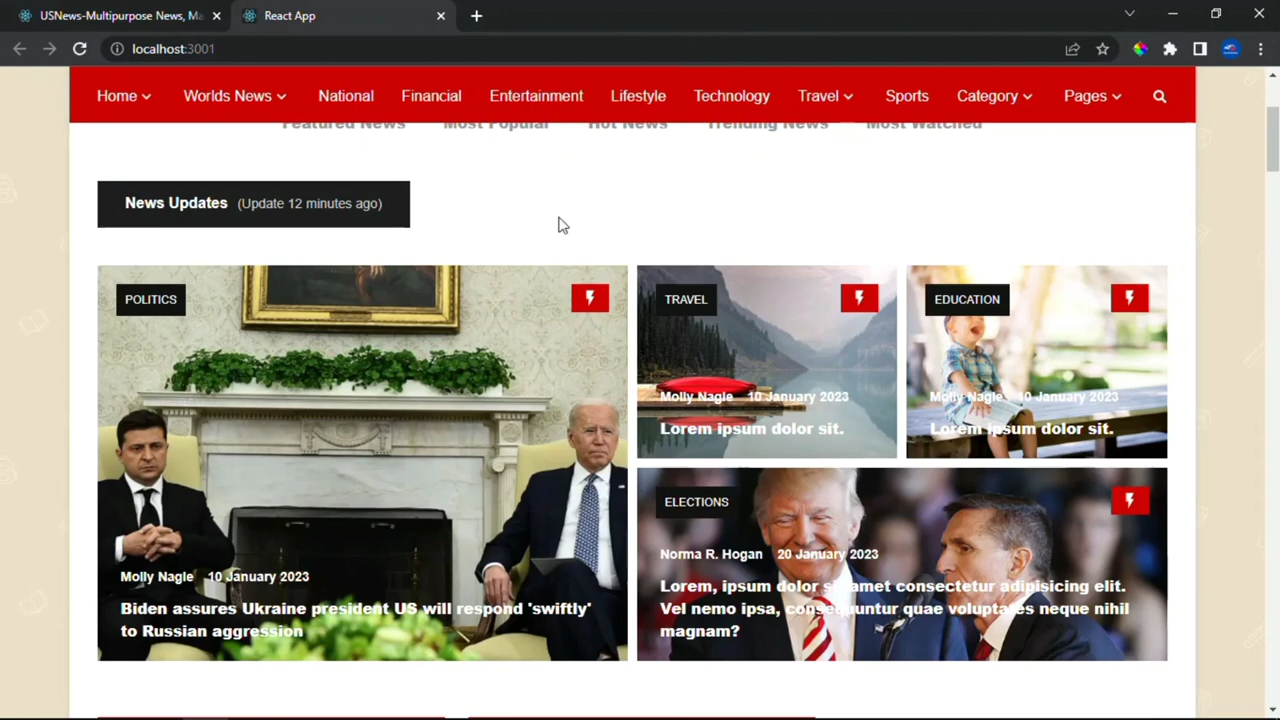 USNews-Multipurpose News, Ma
React App
localhost:3001
Home
Worlds News
National
Financial
Entertainment
Lifestyle
Technology
Travel
Sports
Category
Pages
Featured News
Most Popular
Hot News
Trending News
Most Watched
News Updates (Update 12 minutes ago)
POLITICS
Molly Nagle 10 January 2023
Biden assures Ukraine president US will respond 'swiftly'
to Russian aggression
TRAVEL
Molly Nagle 10 January 2023
Lorem ipsum dolor sit.
EDUCATION
Molly Nagle 10 January 2023
Lorem ipsum dolor sit.
ELECTIONS
Norma R. Hogan 20 January 2023
Lorem, ipsum dolor sit amet consectetur adipisicing elit.
Vel nemo ipsa, consequuntur quae voluptates neque nihil
magnam?